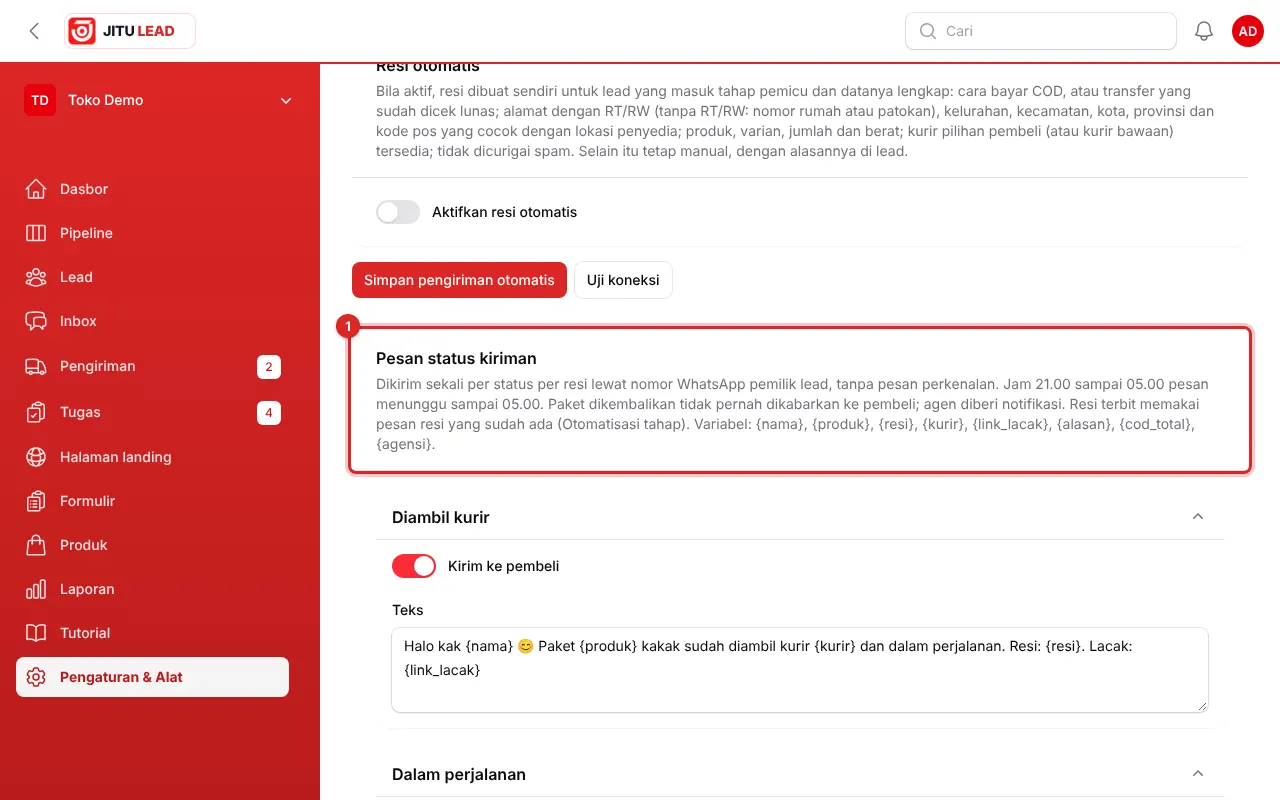 JITU LEAD
Cari
AD
TD
Toko Demo
Dasbor
Pipeline
Lead
Inbox
Pengiriman
2
Tugas
4
Halaman landing
Formulir
Produk
Laporan
Tutorial
Pengaturan & Alat
Resi otomatis
Bila aktif, resi dibuat sendiri untuk lead yang masuk tahap pemicu dan datanya lengkap: cara bayar COD, atau transfer yang
sudah dicek lunas; alamat dengan RT/RW (tanpa RT/RW: nomor rumah atau patokan), kelurahan, kecamatan, kota, provinsi dan
kode pos yang cocok dengan lokasi penyedia; produk, varian, jumlah dan berat; kurir pilihan pembeli (atau kurir bawaan)
tersedia; tidak dicurigai spam. Selain itu tetap manual, dengan alasannya di lead.
Aktifkan resi otomatis
Simpan pengiriman otomatis
Uji koneksi
1
Pesan status kiriman
Dikirim sekali per status per resi lewat nomor WhatsApp pemilik lead, tanpa pesan perkenalan. Jam 21.00 sampai 05.00 pesan
menunggu sampai 05.00. Paket dikembalikan tidak pernah dikabarkan ke pembeli; agen diberi notifikasi. Resi terbit memakai
pesan resi yang sudah ada (Otomatisasi tahap). Variabel: {nama}, {produk}, {resi}, {kurir}, {link_lacak}, {alasan}, {cod_total},
{agensi}.
Diambil kurir
Kirim ke pembeli
Teks
Halo kak {nama} 😊 Paket {produk} kakak sudah diambil kurir {kurir} dan dalam perjalanan. Resi: {resi}. Lacak:
{link_lacak}
Dalam perjalanan